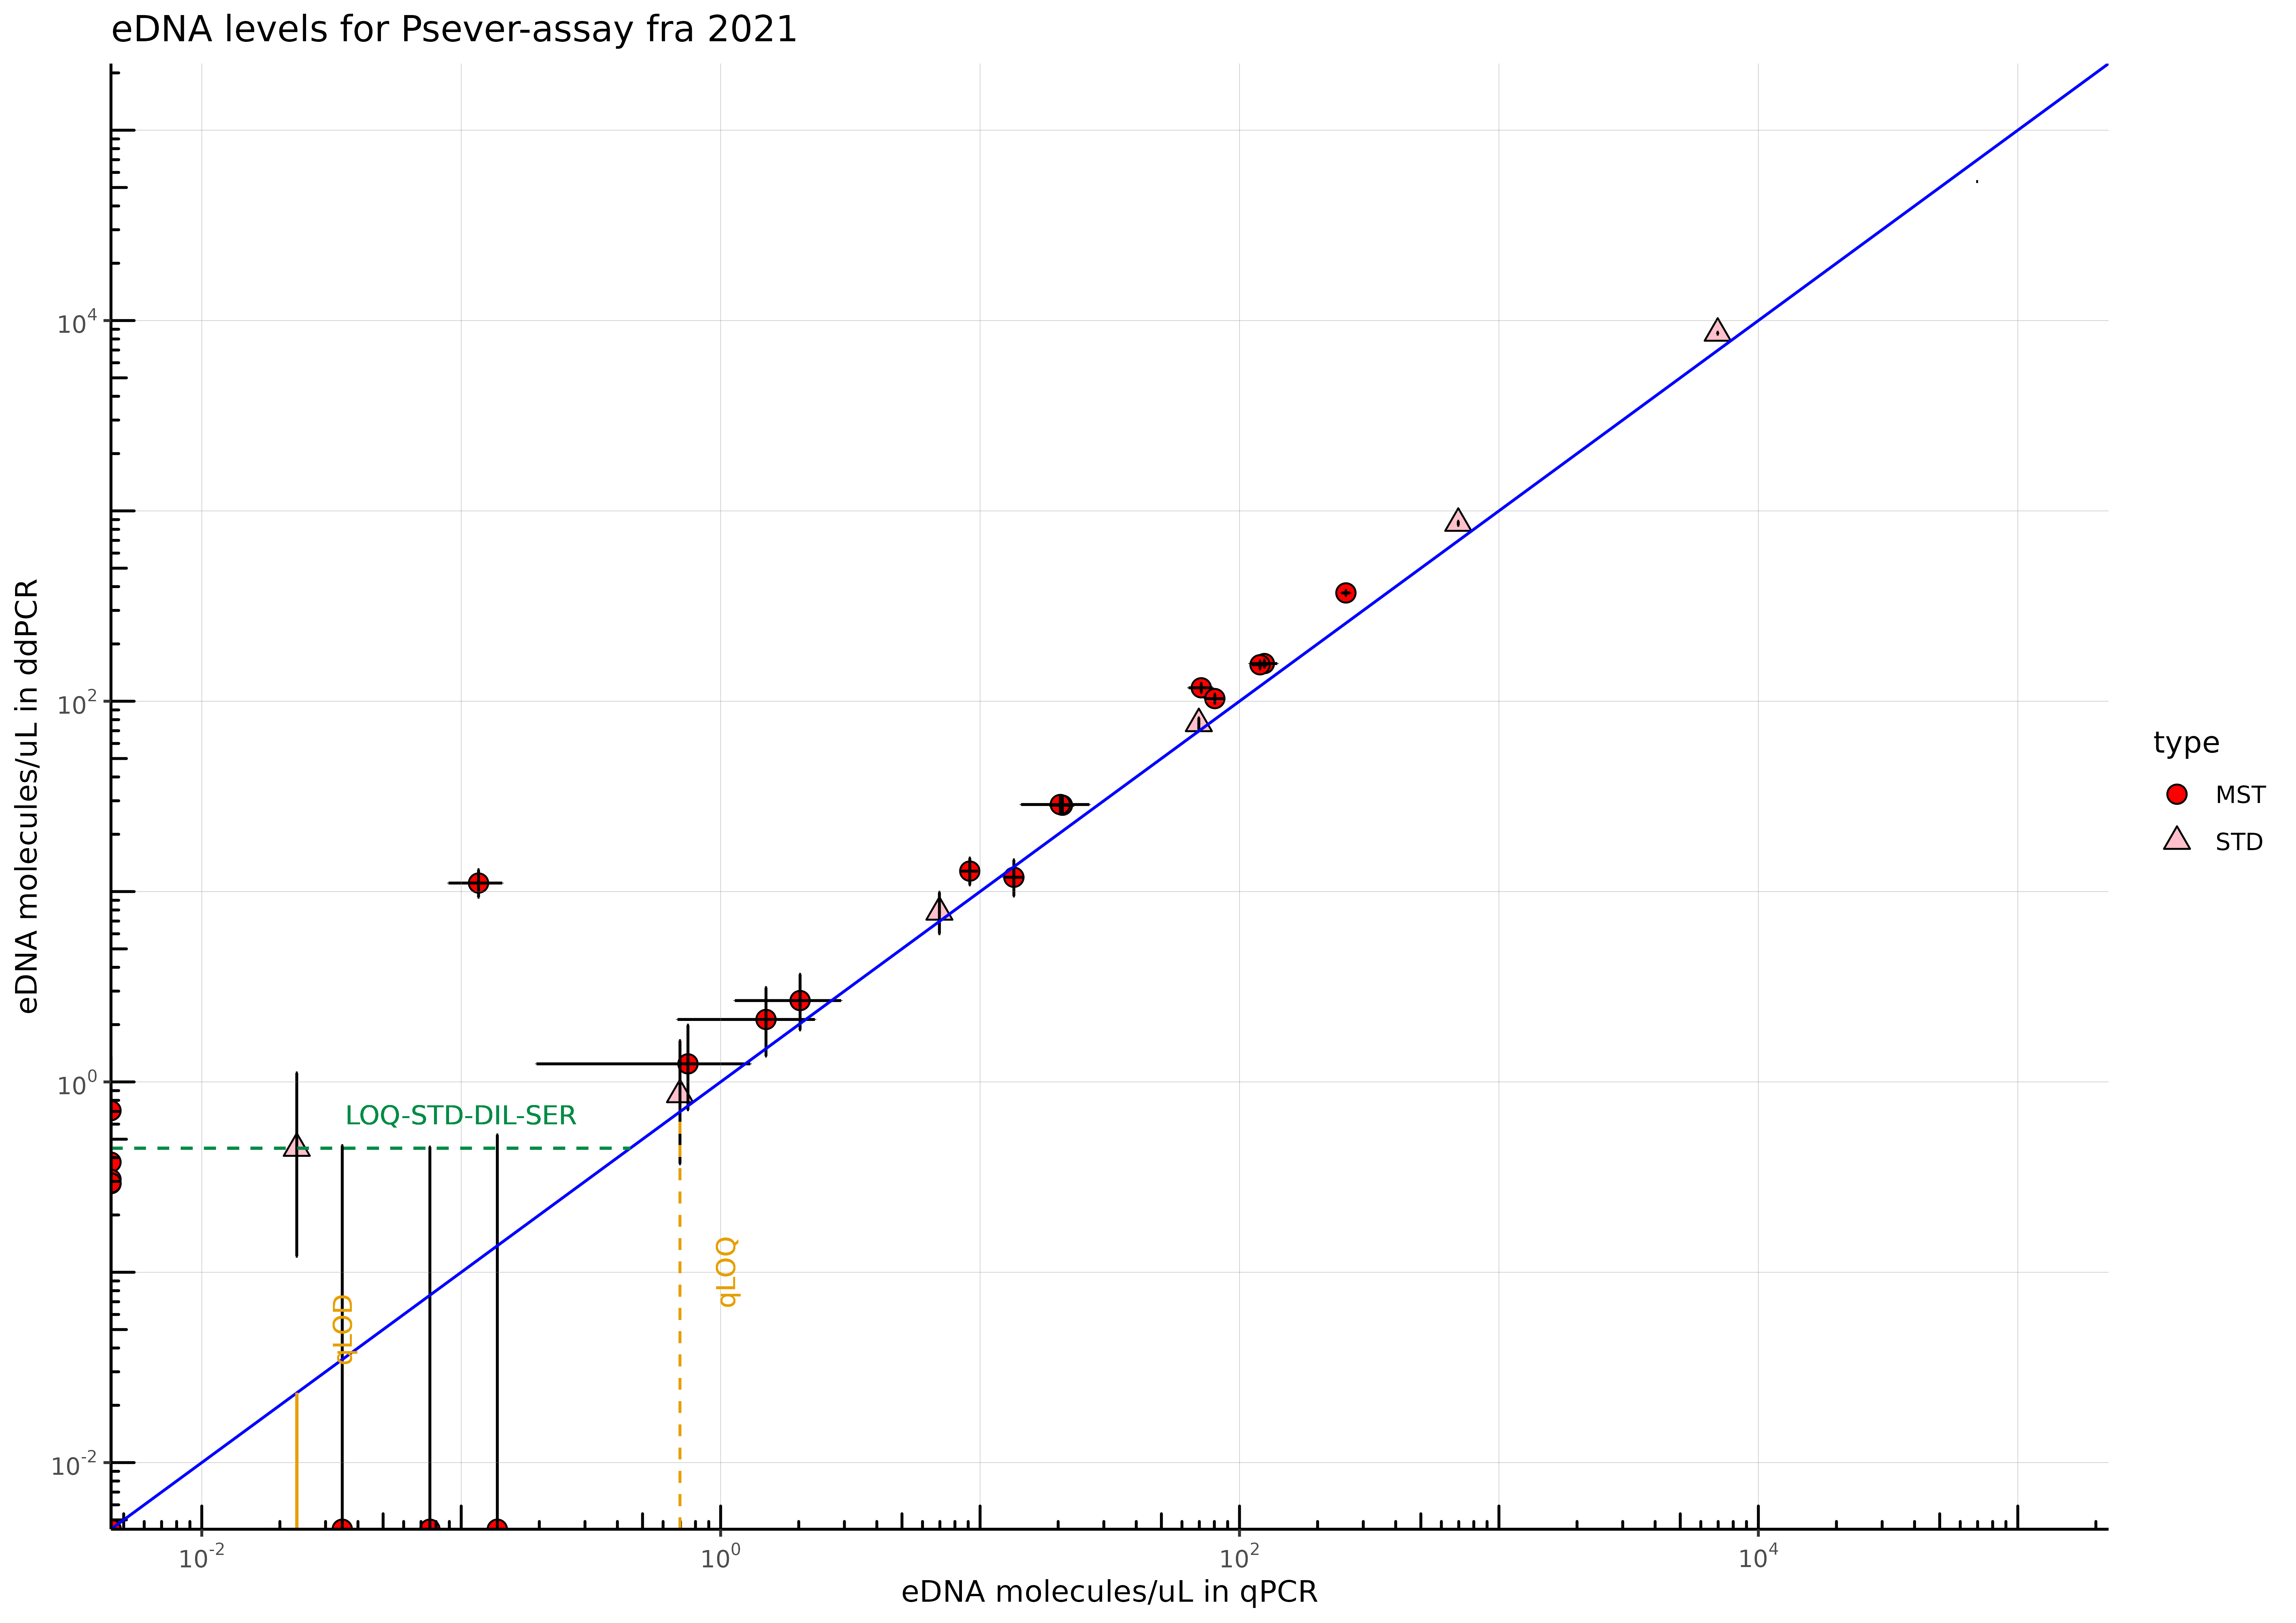 eDNA levels for Psever-assay fra 2021
eDNA molecules/uL in ddPCR
10^4
10^2
10^0
10^-2
LOQ-STD-DIL-SER
qLOD
qLOQ
10^-2
10^0
10^2
10^4
eDNA molecules/uL in qPCR
type
MST
STD